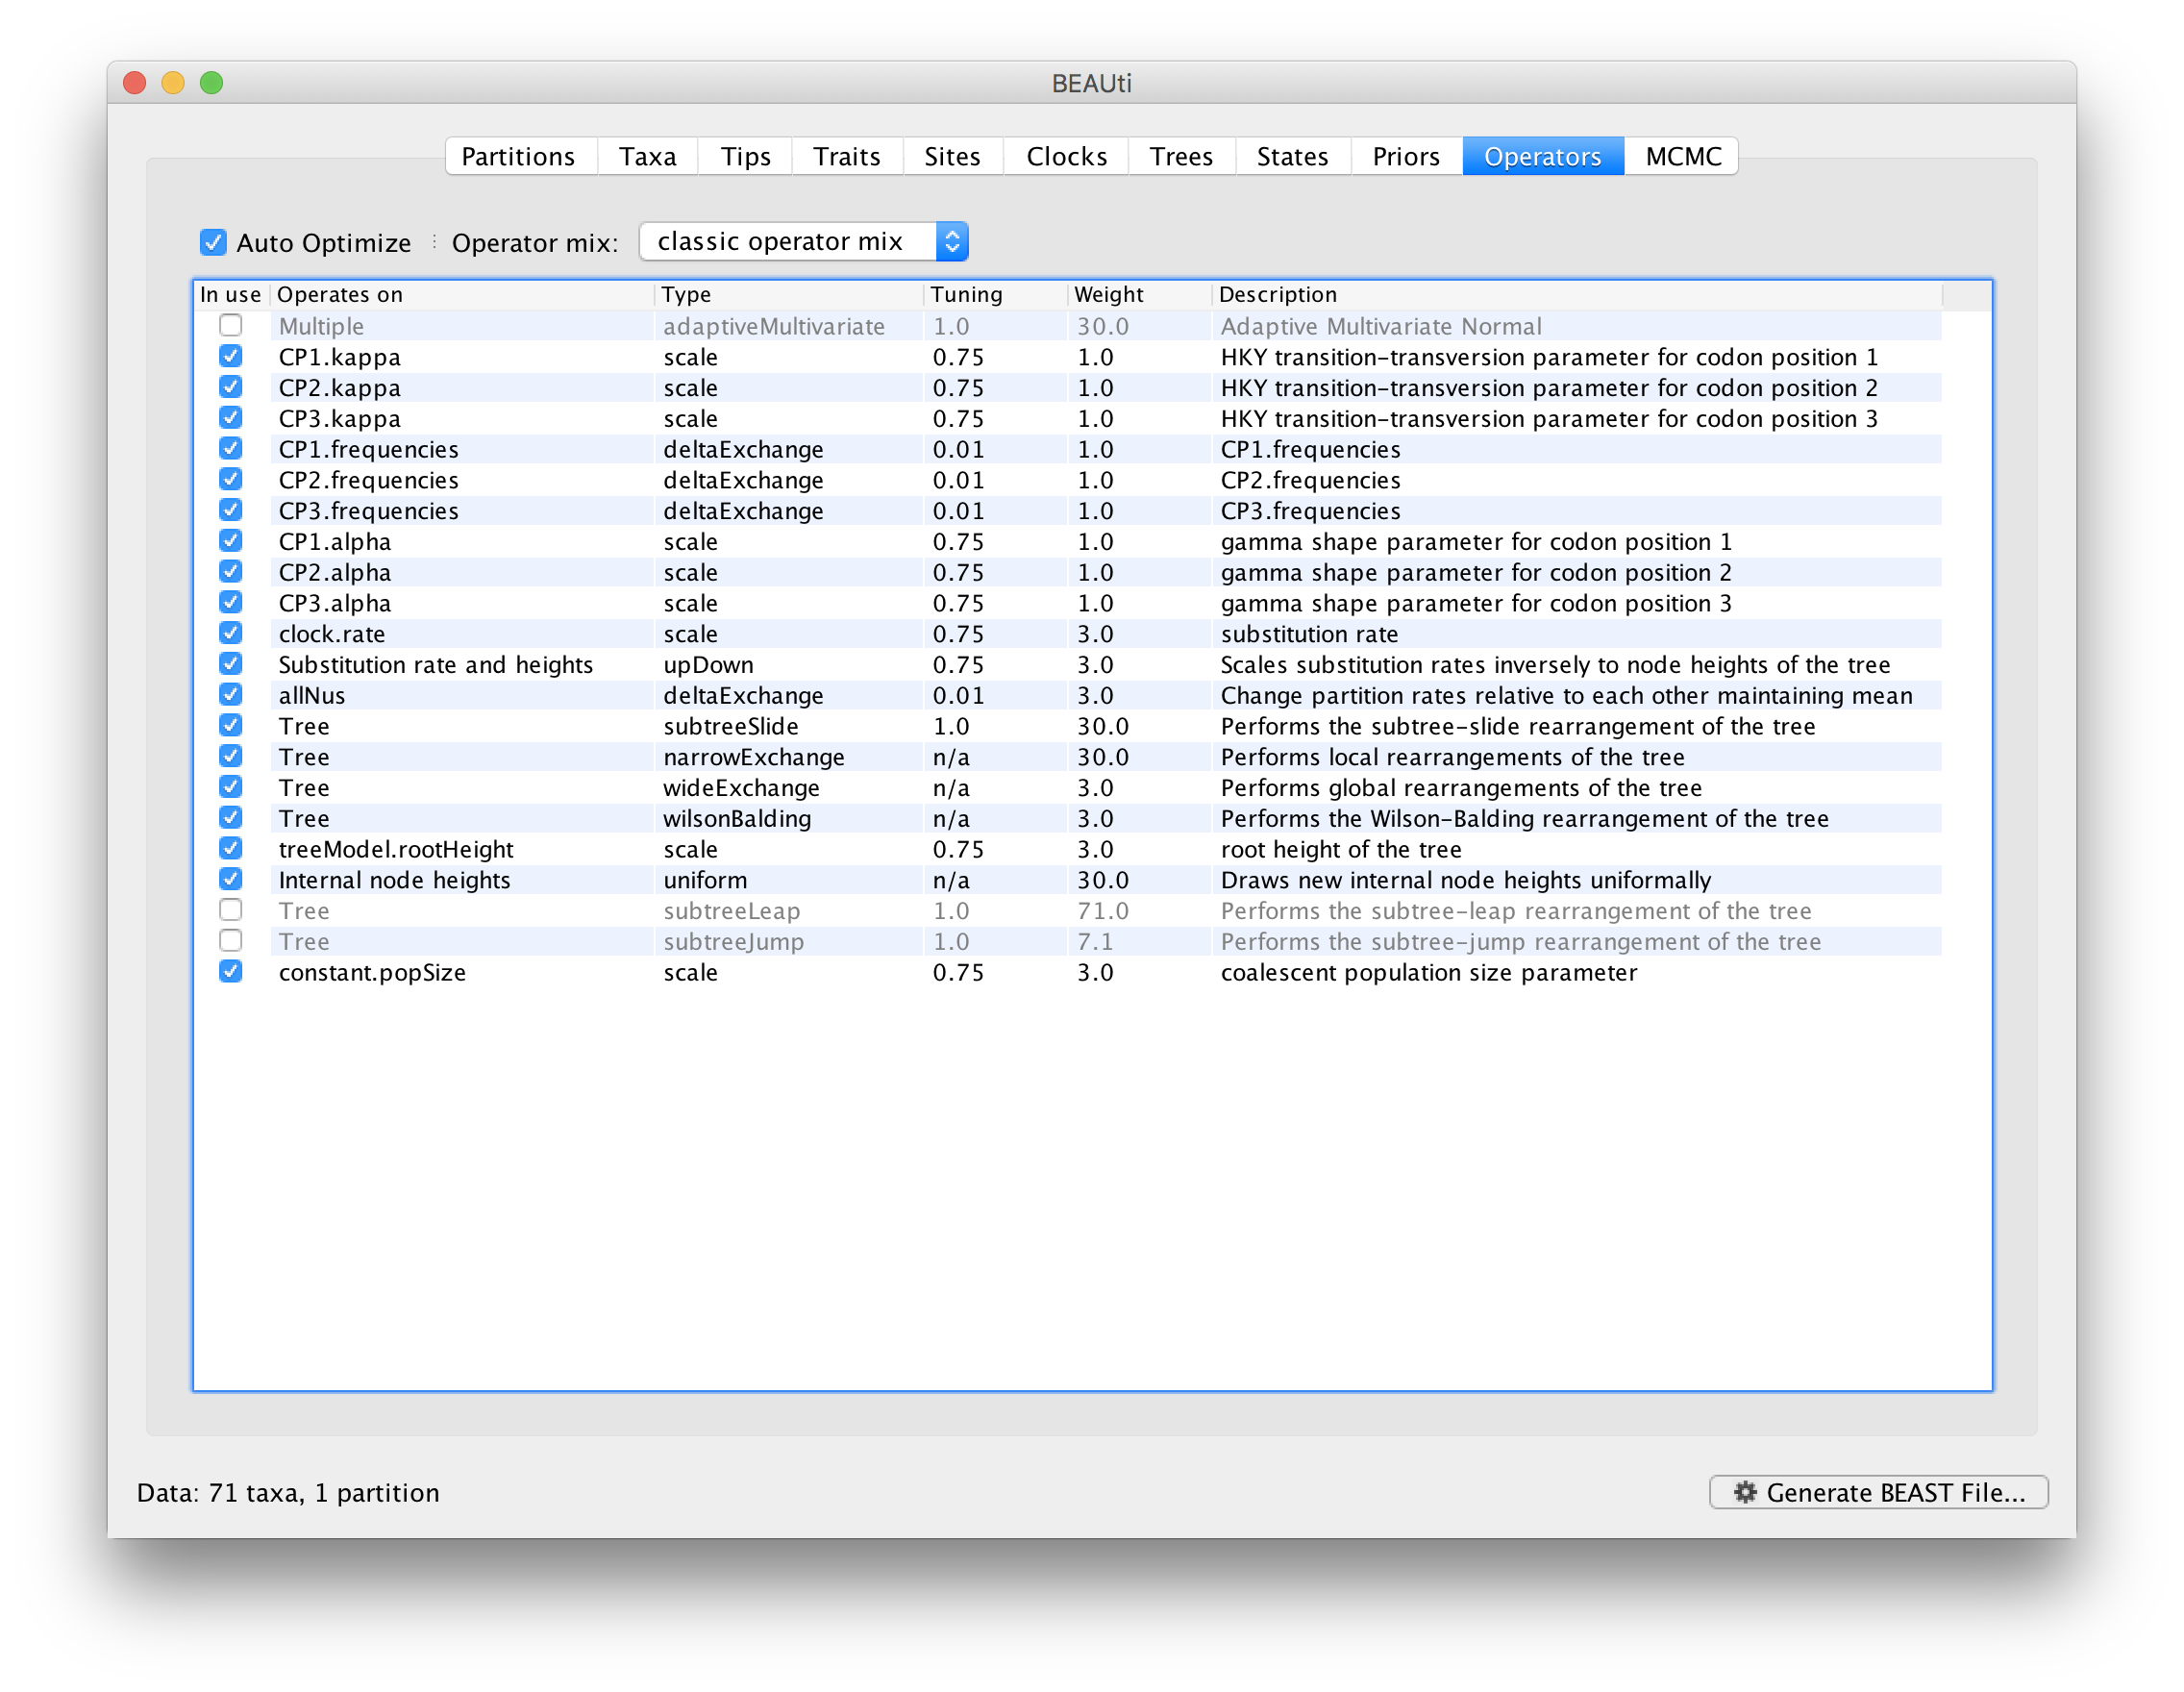 BEAUti
Partitions Taxa Tips Traits Sites Clocks Trees States Priors Operators MCMC
Auto Optimize Operator mix: classic operator mix
In use Operates on Type Tuning Weight Description
Multiple adaptiveMultivariate 1.0 30.0 Adaptive Multivariate Normal
CP1.kappa scale 0.75 1.0 HKY transition-transversion parameter for codon position 1
CP2.kappa scale 0.75 1.0 HKY transition-transversion parameter for codon position 2
CP3.kappa scale 0.75 1.0 HKY transition-transversion parameter for codon position 3
CP1.frequencies deltaExchange 0.01 1.0 CP1.frequencies
CP2.frequencies deltaExchange 0.01 1.0 CP2.frequencies
CP3.frequencies deltaExchange 0.01 1.0 CP3.frequencies
CP1.alpha scale 0.75 1.0 gamma shape parameter for codon position 1
CP2.alpha scale 0.75 1.0 gamma shape parameter for codon position 2
CP3.alpha scale 0.75 1.0 gamma shape parameter for codon position 3
clock.rate scale 0.75 3.0 substitution rate
Substitution rate and heights upDown 0.75 3.0 Scales substitution rates inversely to node heights of the tree
allNus deltaExchange 0.01 3.0 Change partition rates relative to each other maintaining mean
Tree subtreeSlide 1.0 30.0 Performs the subtree-slide rearrangement of the tree
Tree narrowExchange n/a 30.0 Performs local rearrangements of the tree
Tree wideExchange n/a 3.0 Performs global rearrangements of the tree
Tree wilsonBalding n/a 3.0 Performs the Wilson-Balding rearrangement of the tree
treeModel.rootHeight scale 0.75 3.0 root height of the tree
Internal node heights uniform n/a 30.0 Draws new internal node heights uniformally
Tree subtreeLeap 1.0 71.0 Performs the subtree-leap rearrangement of the tree
Tree subtreeJump 1.0 7.1 Performs the subtree-jump rearrangement of the tree
constant.popSize scale 0.75 3.0 coalescent population size parameter
Data: 71 taxa, 1 partition
Generate BEAST File...